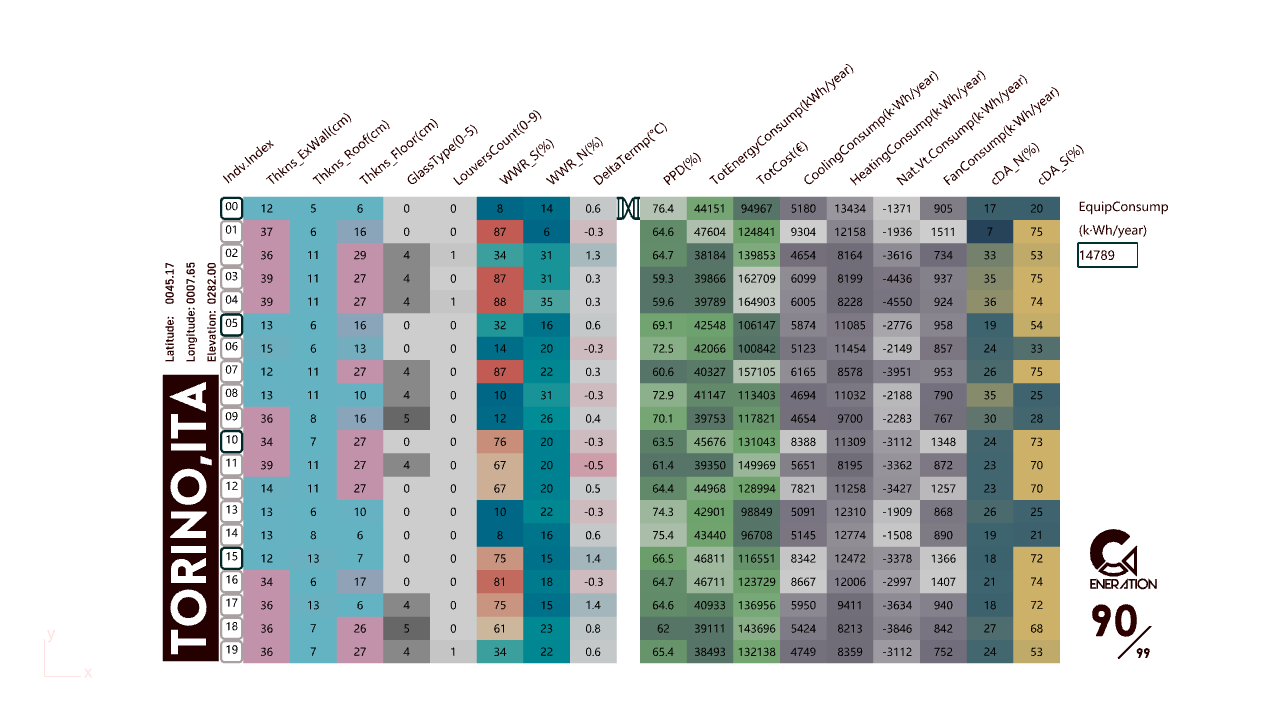 Indv.Index Thkns_ExWall(cm) Thkns_Roof(cm) Thkns_Floor(cm) GlassType(0-5) LouversCount(0-9) WWR_S(%) WWR_N(%) DeltaTermp(°C) PPD(%) TotEnergyConsump(kWh/year) TotCost(€) CoolingConsump(k·Wh/year) HeatingConsump(k·Wh/year) Nat.Vt.Consump(k·Wh/year) FanConsump(k·Wh/year) cDA_N(%) cDA_S(%)
00 12 5 6 0 0 8 14 0.6 76.4 44151 94967 5180 13434 -1371 905 17 20
01 37 6 16 0 0 87 6 -0.3 64.6 47604 124841 9304 12158 -1936 1511 7 75
02 36 11 29 4 1 34 31 1.3 64.7 38184 139853 4654 8164 -3616 734 33 53
03 39 11 27 4 0 87 31 0.3 59.3 39866 162709 6099 8199 -4436 937 35 75
04 39 11 27 4 1 88 35 0.3 59.6 39789 164903 6005 8228 -4550 924 36 74
05 13 6 16 0 0 32 16 0.6 69.1 42548 106147 5874 11085 -2776 958 19 54
06 15 6 13 0 0 14 20 -0.3 72.5 42066 100842 5123 11454 -2149 857 24 33
07 12 11 27 4 0 87 22 0.3 60.6 40327 157105 6165 8578 -3951 953 26 75
08 13 11 10 4 0 10 31 -0.3 72.9 41147 113403 4694 11032 -2188 790 35 25
09 36 8 16 5 0 12 26 0.4 70.1 39753 117821 4654 9700 -2283 767 30 28
10 34 7 27 0 0 76 20 -0.3 63.5 45676 131043 8388 11309 -3112 1348 24 73
11 39 11 27 4 0 67 20 -0.5 61.4 39350 149969 5651 8195 -3362 872 23 70
12 14 11 27 0 0 67 20 0.5 64.4 44968 128994 7821 11258 -3427 1257 23 70
13 13 6 10 0 0 10 22 -0.3 74.3 42901 98849 5091 12310 -1909 868 26 25
14 13 8 6 0 0 8 16 0.6 75.4 43440 96708 5145 12774 -1508 890 19 21
15 12 13 7 0 0 75 15 1.4 66.5 46811 116551 8342 12472 -3378 1366 18 72
16 34 6 17 0 0 81 18 -0.3 64.7 46711 123729 8667 12006 -2997 1407 21 74
17 36 13 6 4 0 75 15 1.4 64.6 40933 136956 5950 9411 -3634 940 18 72
18 36 7 26 5 0 61 23 0.8 62 39111 143696 5424 8213 -3846 842 27 68
19 36 7 27 4 1 34 22 0.6 65.4 38493 132138 4749 8359 -3112 752 24 53
Latitude: 0045.17
Longitude: 0007.65
Elevation: 0282.00
TORINO,ITA
EquipConsump
(k·Wh/year)
14789
ENERATION
90/99
y
x